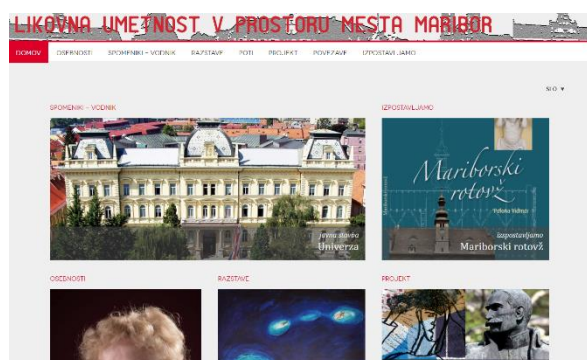 LIKOVNA UMETNOST V PROSTORU MESTA MARIBOR
DOMOV OSEBNOSTI SPOMENIKI - VODNIK RAZSTAVE POTI PROJEKT POVEZAVE IZPOSTAVLJAMO
SLO
SPOMENIKI - VODNIK
IZPOSTAVLJAMO
javna stavba
Univerza
Mariborski
rotovž
izpostavljamo
Mariborski rotovž
OSEBNOSTI
RAZSTAVE
PROJEKT